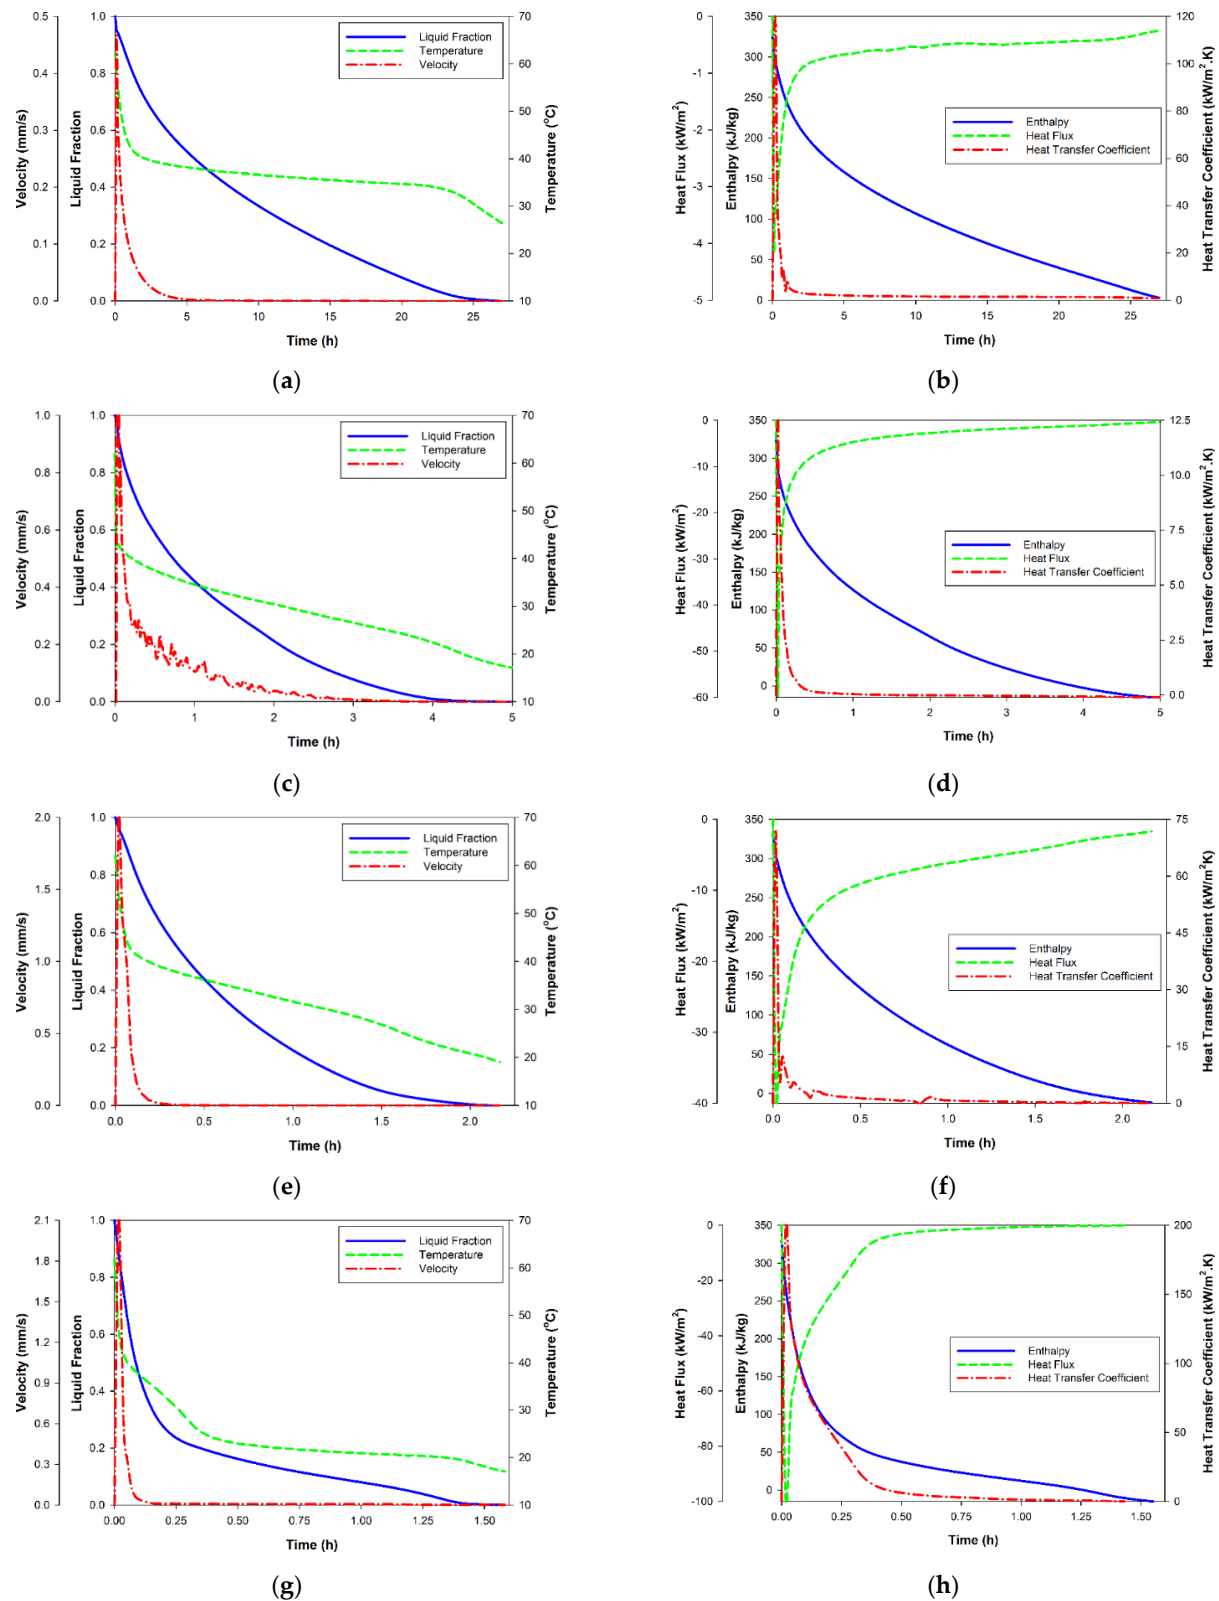 0.5
0.4
0.3
0.2
0.1
0.0
Velocity (mm/s)
1.0
0.8
0.6
0.4
0.2
0.0
Liquid Fraction
Liquid Fraction
Temperature
Velocity
70
60
50
40
30
20
10
Temperature (°C)
0 5 10 15 20 25
Time (h)
(a)
0
-1
-2
-3
-4
-5
Heat Flux (kW/m²)
350
300
250
200
150
100
50
0
Enthalpy (kJ/kg)
Enthalpy
Heat Flux
Heat Transfer Coefficient
120
100
80
60
40
20
0
Heat Transfer Coefficient (kW/m².K)
0 5 10 15 20 25
Time (h)
(b)
1.0
0.8
0.6
0.4
0.2
0.0
Velocity (mm/s)
1.0
0.8
0.6
0.4
0.2
0.0
Liquid Fraction
Liquid Fraction
Temperature
Velocity
70
60
50
40
30
20
10
Temperature (°C)
0 1 2 3 4 5
Time (h)
(c)
0
-10
-20
-30
-40
-50
-60
Heat Flux (kW/m²)
350
300
250
200
150
100
50
0
Enthalpy (kJ/kg)
Enthalpy
Heat Flux
Heat Transfer Coefficient
12.5
10.0
7.5
5.0
2.5
0.0
Heat Transfer Coefficient (kW/m².K)
0 1 2 3 4 5
Time (h)
(d)
2.0
1.5
1.0
0.5
0.0
Velocity (mm/s)
1.0
0.8
0.6
0.4
0.2
0.0
Liquid Fraction
Liquid Fraction
Temperature
Velocity
70
60
50
40
30
20
10
Temperature (°C)
0.0 0.5 1.0 1.5 2.0
Time (h)
(e)
0
-10
-20
-30
-40
Heat Flux (kW/m²)
350
300
250
200
150
100
50
0
Enthalpy (kJ/kg)
Enthalpy
Heat Flux
Heat Transfer Coefficient
75
60
45
30
15
0
Heat Transfer Coefficient (kW/m²K)
0.0 0.5 1.0 1.5 2.0
Time (h)
(f)
2.1
1.8
1.5
1.2
0.9
0.6
0.3
0.0
Velocity (mm/s)
1.0
0.8
0.6
0.4
0.2
0.0
Liquid Fraction
Liquid Fraction
Temperature
Velocity
70
60
50
40
30
20
10
Temperature (°C)
0.00 0.25 0.50 0.75 1.00 1.25 1.50
Time (h)
(g)
0
-20
-40
-60
-80
-100
Heat Flux (kW/m²)
350
300
250
200
150
100
50
0
Enthalpy (kJ/kg)
Enthalpy
Heat Flux
Heat Transfer Coefficient
200
150
100
50
0
Heat Transfer Coefficient (kW/m².K)
0.00 0.25 0.50 0.75 1.00 1.25 1.50
Time (h)
(h)